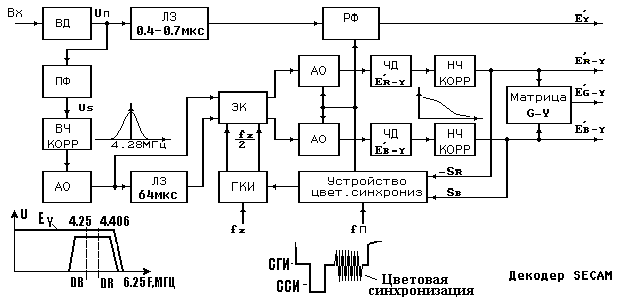 Вх
ВД
Uп
ЛЗ
0.4-0.7мкс
РФ
E′Y
ПФ
Us
АО
ЧД
E′R-Y
НЧ
КОРР
E′R-Y
ВЧ
КОРР
4.28МГц
ЭК
Матрица
G-Y
E′G-Y
fz
2
АО
ЧД
E′B-Y
НЧ
КОРР
E′B-Y
АО
ЛЗ
64мкс
ГКИ
Устройство
цвет.синхрониз
-SR
SB
fz
fп
U
EY
4.25
4.406
DB
DR
6.25 F,МГЦ
СГИ
ССИ
Цветовая
синхронизация
Декодер SECAM